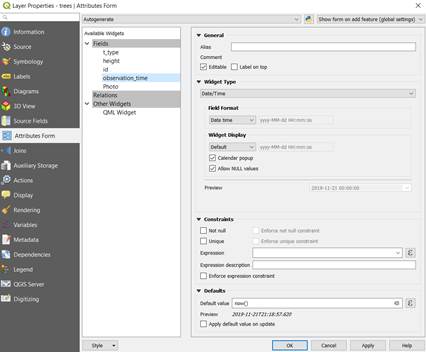 Layer Properties - trees | Attributes Form
Autogenerate
Show form on add feature (global settings)
Information
Source
Symbology
Labels
Diagrams
3D View
Source Fields
Attributes Form
Joins
Auxiliary Storage
Actions
Display
Rendering
Variables
Metadata
Dependencies
Legend
QGIS Server
Digitizing
Available Widgets
Fields
t_type
height
id
observation_time
Photo
Relations
Other Widgets
QML Widget
General
Alias
Comment
Editable
Label on top
Widget Type
Date/Time
Field Format
Date time
yyyy-MM-dd HH:mm:ss
Widget Display
Default
yyyy-MM-dd HH:mm:ss
Calendar popup
Allow NULL values
Preview
2019-11-21 00:00:00
Constraints
Not null
Enforce not null constraint
Unique
Enforce unique constraint
Expression
ε
Expression description
Enforce expression constraint
Defaults
Default value
now()
ε
Preview
2019-11-21T21:18:57.620
Apply default value on update
Style
OK
Cancel
Apply
Help